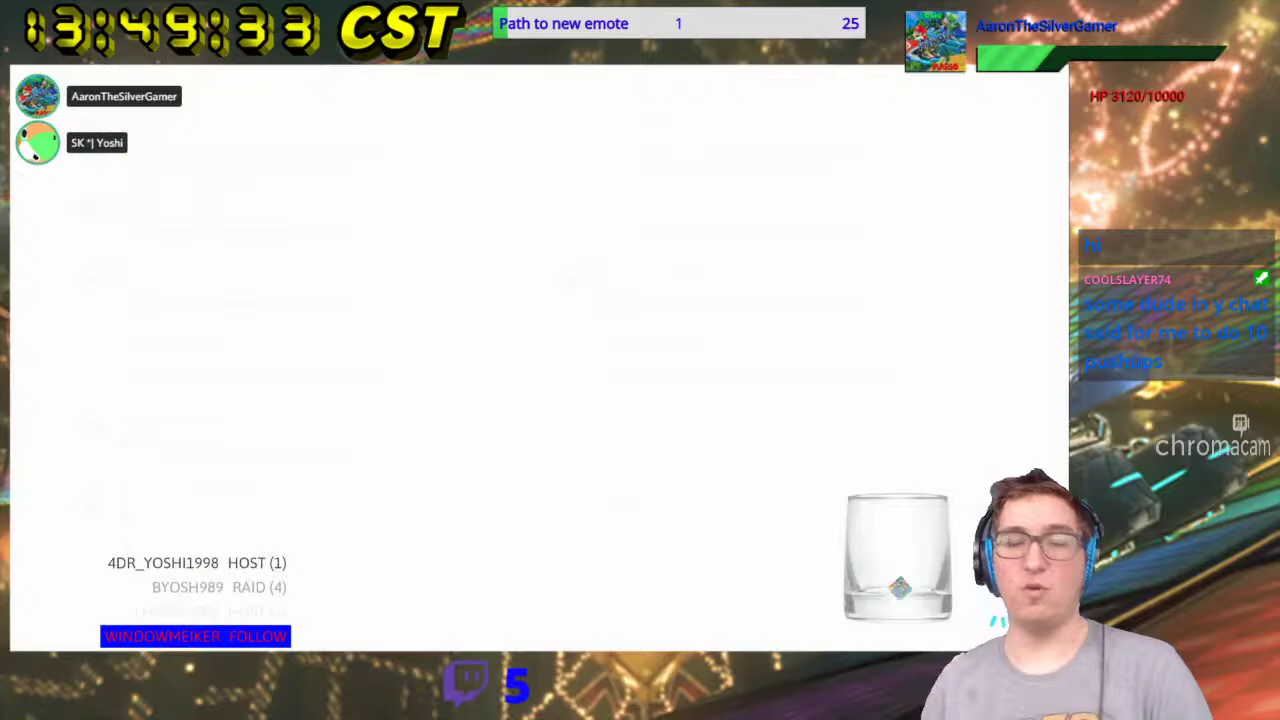 13:49:33 CST
Path to new emote 1 25
AaronTheSilverGamer
HP 3120/10000
AaronTheSilverGamer
SK *| Yoshi
hi
COOLSLAYER74
some dude in y chat
said for me to do 10
pushups
chromacam
4DR_YOSHI1998 HOST (1)
BYOSH989 RAID (4)
WINDOWMEIKER FOLLOW
5